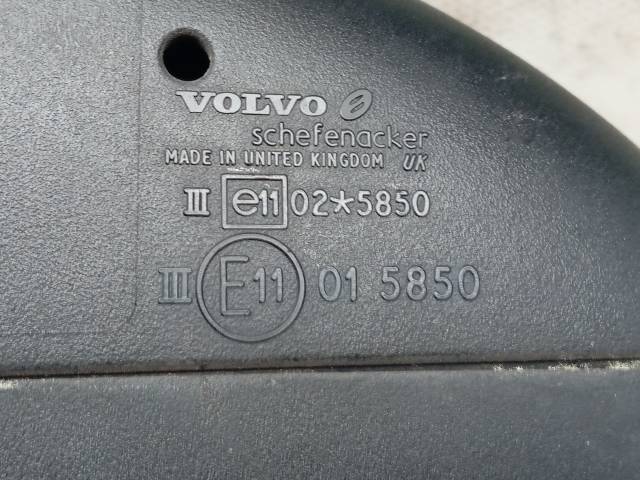 VOLVO
schefenacker
MADE IN UNITED KINGDOM UK
III e11 02*5850
III E11 01 5850